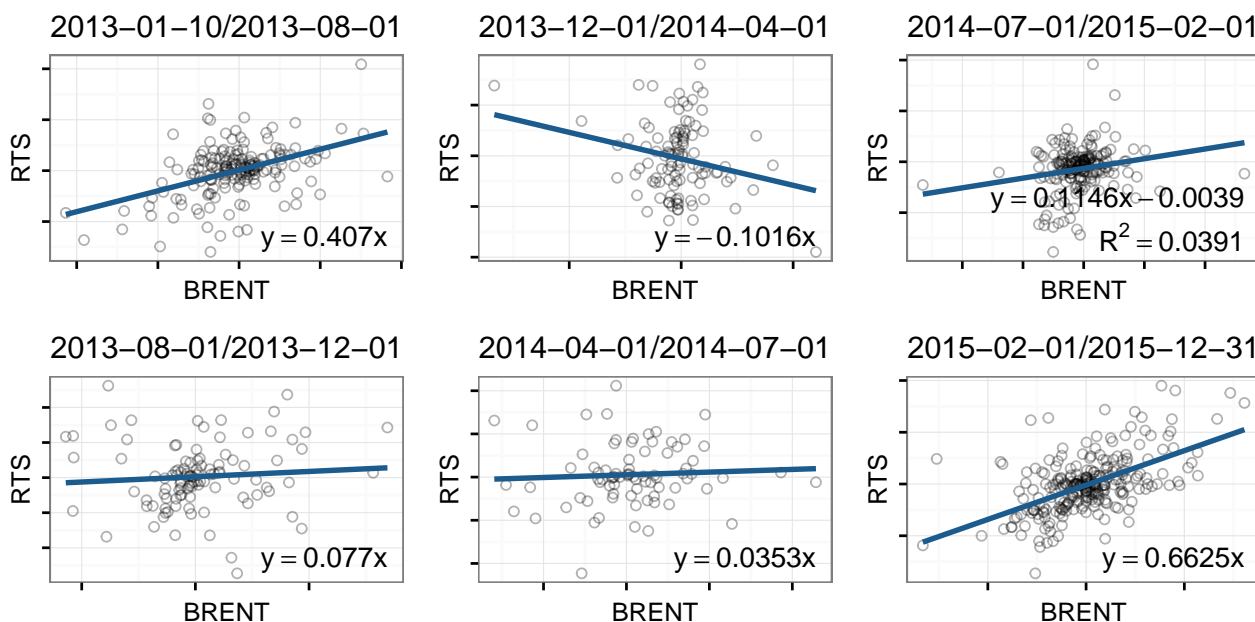 2013−01−10/2013−08−01
RTS
y = 0.407x
BRENT
2013−12−01/2014−04−01
RTS
y = −0.1016x
BRENT
2014−07−01/2015−02−01
RTS
y = 0.1146x − 0.0039
R² = 0.0391
BRENT
2013−08−01/2013−12−01
RTS
y = 0.077x
BRENT
2014−04−01/2014−07−01
RTS
y = 0.0353x
BRENT
2015−02−01/2015−12−31
RTS
y = 0.6625x
BRENT